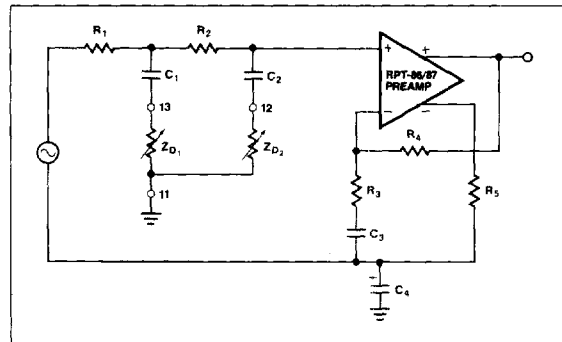 R1
R2
+
+
C1
C2
RPT-86/87
PREAMP
13
12
−
−
R4
ZD1
ZD2
R3
R5
11
C3
+
C4